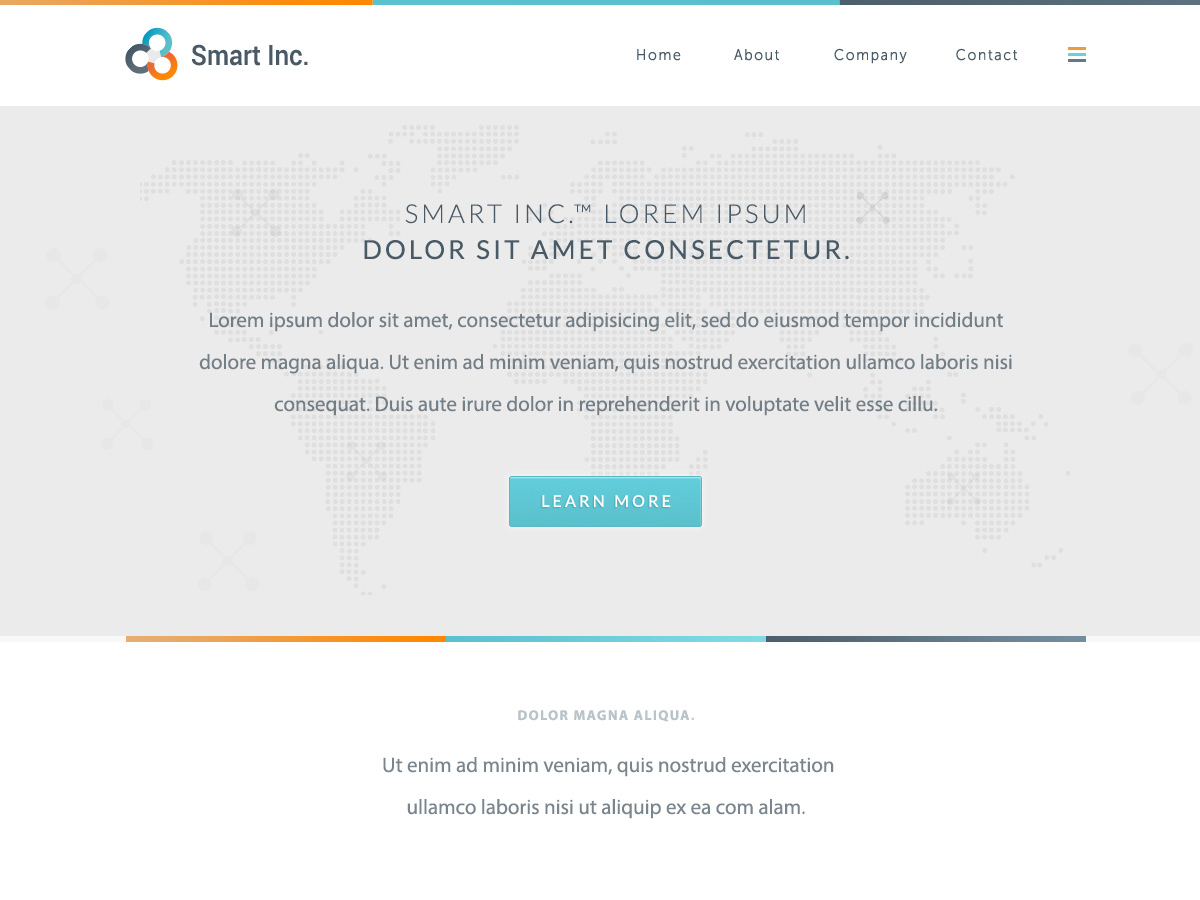 Smart Inc.
Home About Company Contact
SMART INC.™ LOREM IPSUM
DOLOR SIT AMET CONSECTETUR.
Lorem ipsum dolor sit amet, consectetur adipisicing elit, sed do eiusmod tempor incididunt
dolore magna aliqua. Ut enim ad minim veniam, quis nostrud exercitation ullamco laboris nisi
consequat. Duis aute irure dolor in reprehenderit in voluptate velit esse cillu.
LEARN MORE
DOLOR MAGNA ALIQUA.
Ut enim ad minim veniam, quis nostrud exercitation
ullamco laboris nisi ut aliquip ex ea com alam.